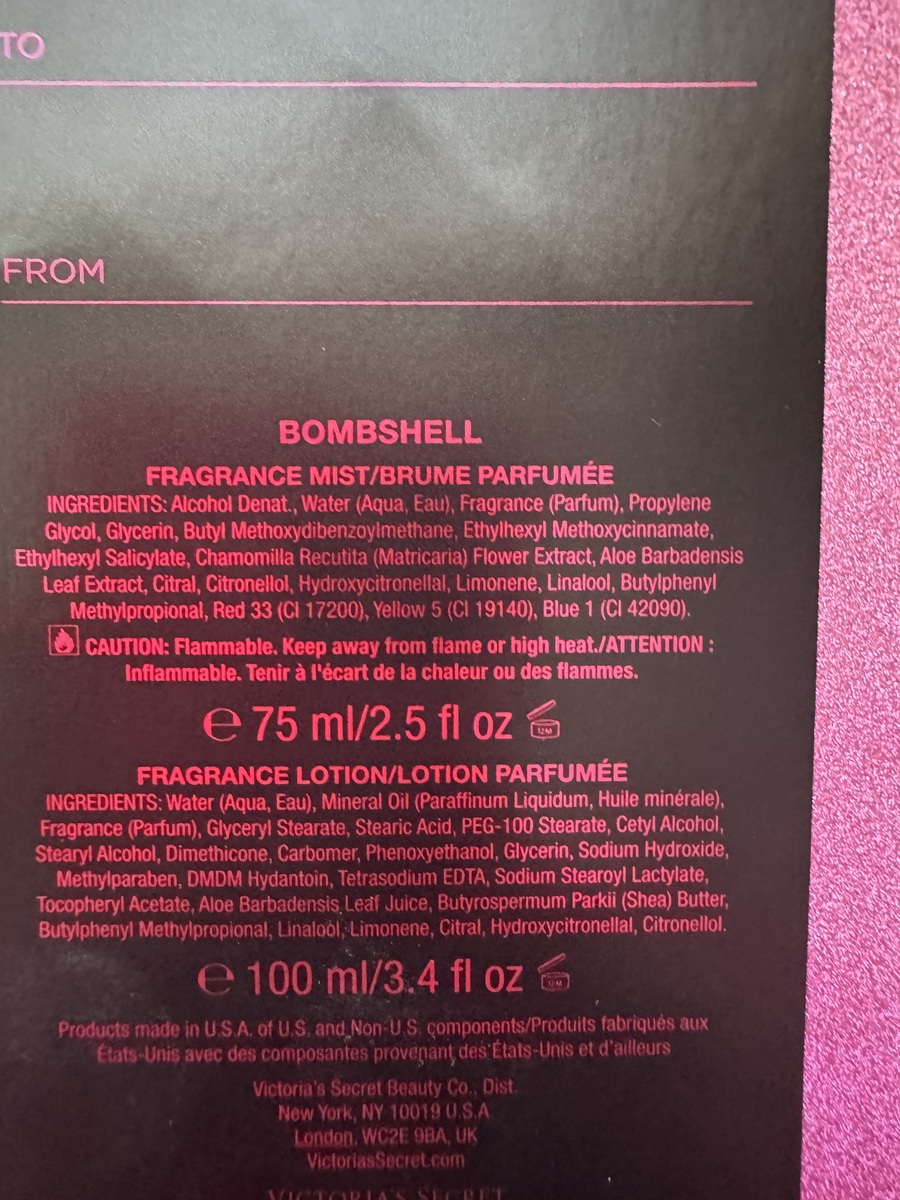 TO
FROM
BOMBSHELL
FRAGRANCE MIST/BRUME PARFUMÉE
INGREDIENTS: Alcohol Denat., Water (Aqua, Eau), Fragrance (Parfum), Propylene
Glycol, Glycerin, Butyl Methoxydibenzoylmethane, Ethylhexyl Methoxycinnamate,
Ethylhexyl Salicylate, Chamomilla Recutita (Matricaria) Flower Extract, Aloe Barbadensis
Leaf Extract, Citral, Citronellol, Hydroxycitronellal, Limonene, Linalool, Butylphenyl
Methylpropional, Red 33 (CI 17200), Yellow 5 (CI 19140), Blue 1 (CI 42090).
CAUTION: Flammable. Keep away from flame or high heat./ATTENTION :
Inflammable. Tenir à l'écart de la chaleur ou des flammes.
e 75 ml/2.5 fl oz 12M
FRAGRANCE LOTION/LOTION PARFUMÉE
INGREDIENTS: Water (Aqua, Eau), Mineral Oil (Paraffinum Liquidum, Huile minérale),
Fragrance (Parfum), Glyceryl Stearate, Stearic Acid, PEG-100 Stearate, Cetyl Alcohol,
Stearyl Alcohol, Dimethicone, Carbomer, Phenoxyethanol, Glycerin, Sodium Hydroxide,
Methylparaben, DMDM Hydantoin, Tetrasodium EDTA, Sodium Stearoyl Lactylate,
Tocopheryl Acetate, Aloe Barbadensis Leaf Juice, Butyrospermum Parkii (Shea) Butter,
Butylphenyl Methylpropional, Linalool, Limonene, Citral, Hydroxycitronellal, Citronellol.
e 100 ml/3.4 fl oz 12M
Products made in U.S.A. of U.S. and Non-U.S. components/Produits fabriqués aux
États-Unis avec des composantes provenant des États-Unis et d'ailleurs
Victoria's Secret Beauty Co., Dist.
New York, NY 10019 U.S.A
London, WC2E 9BA, UK
VictoriasSecret.com
VICTORIA'S SECRET